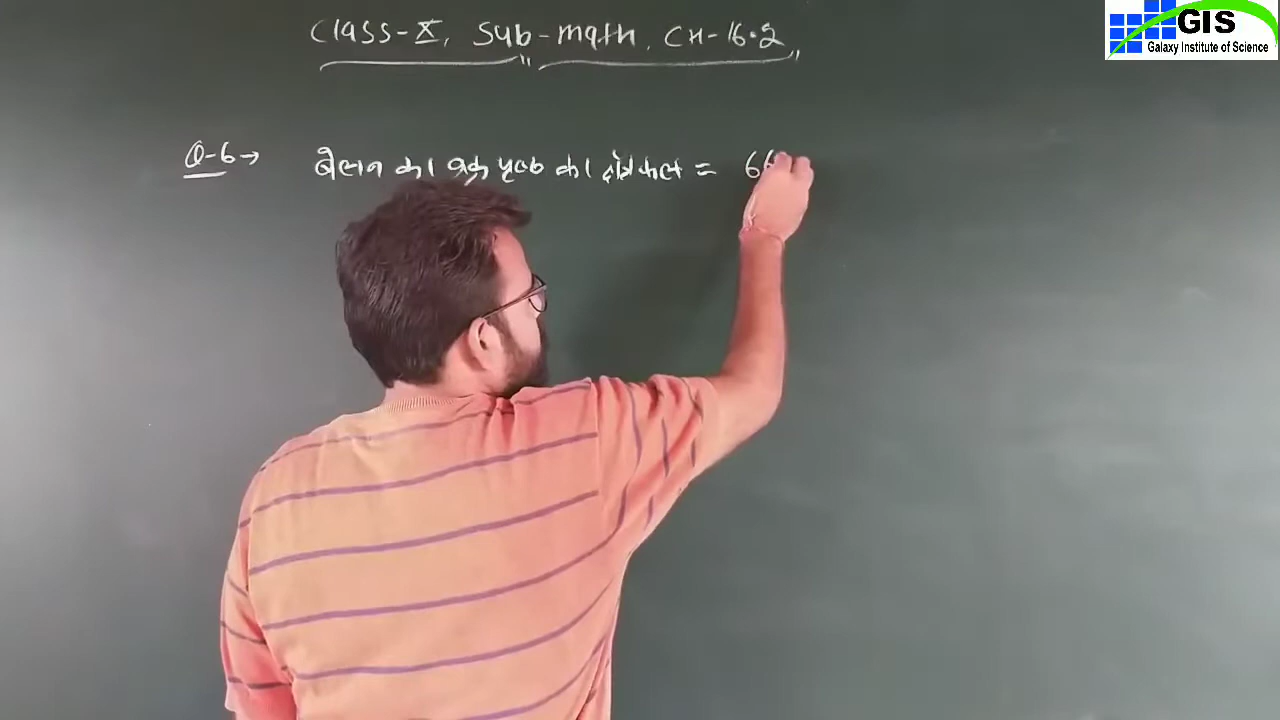 GIS
Galaxy Institute of Science
Class-X, Sub-math, CH-16.2
Q-6→ बेलन का वक्र पृष्ठ का क्षेत्रफल = 66